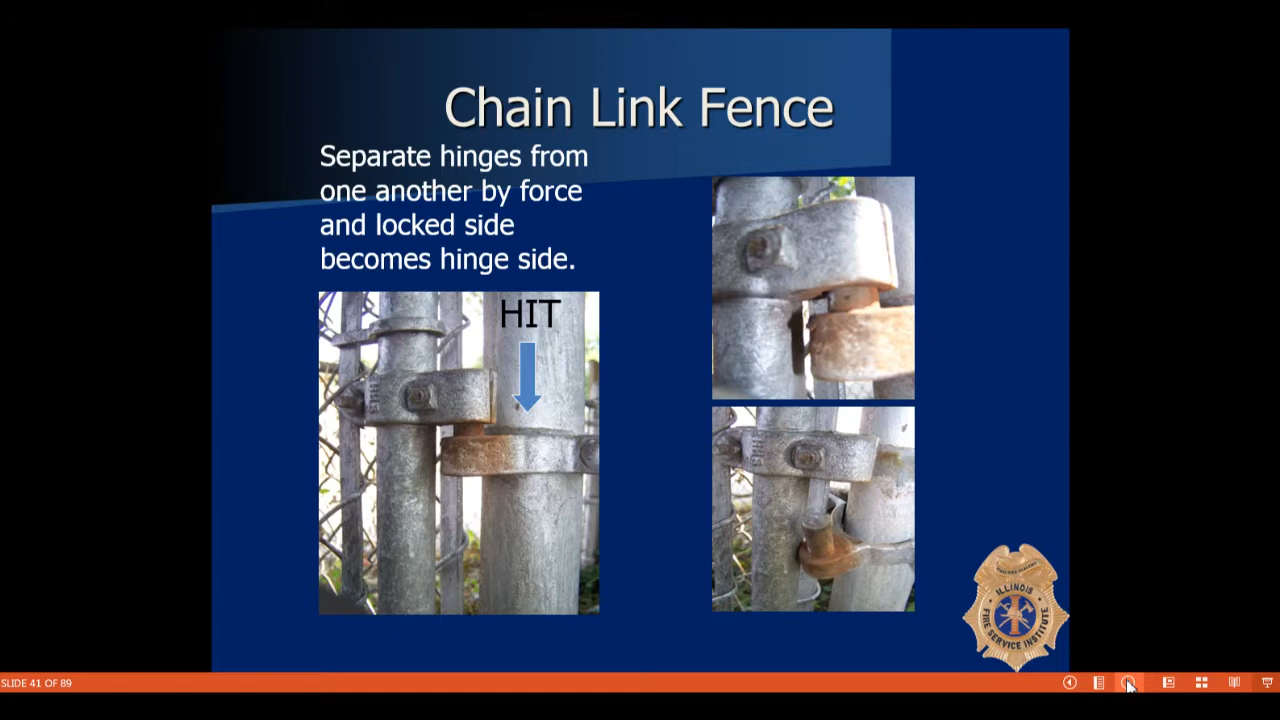 Chain Link Fence
Separate hinges from
one another by force
and locked side
becomes hinge side.
HIT
ILLINOIS
FIRE SERVICE INSTITUTE
SLIDE 41 OF 89